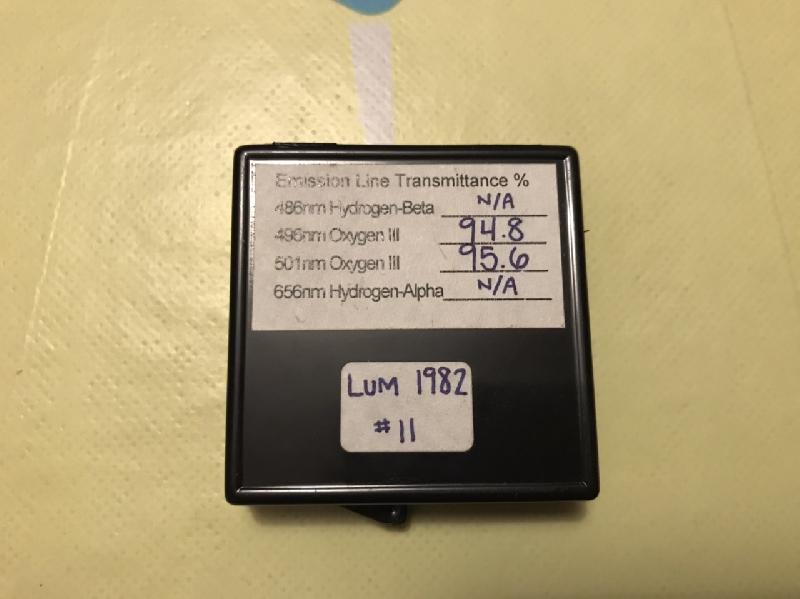 Emission Line Transmittance %
486nm Hydrogen-Beta N/A
496nm Oxygen III 94.8
501nm Oxygen III 95.6
656nm Hydrogen-Alpha N/A
LUM 1982
#11